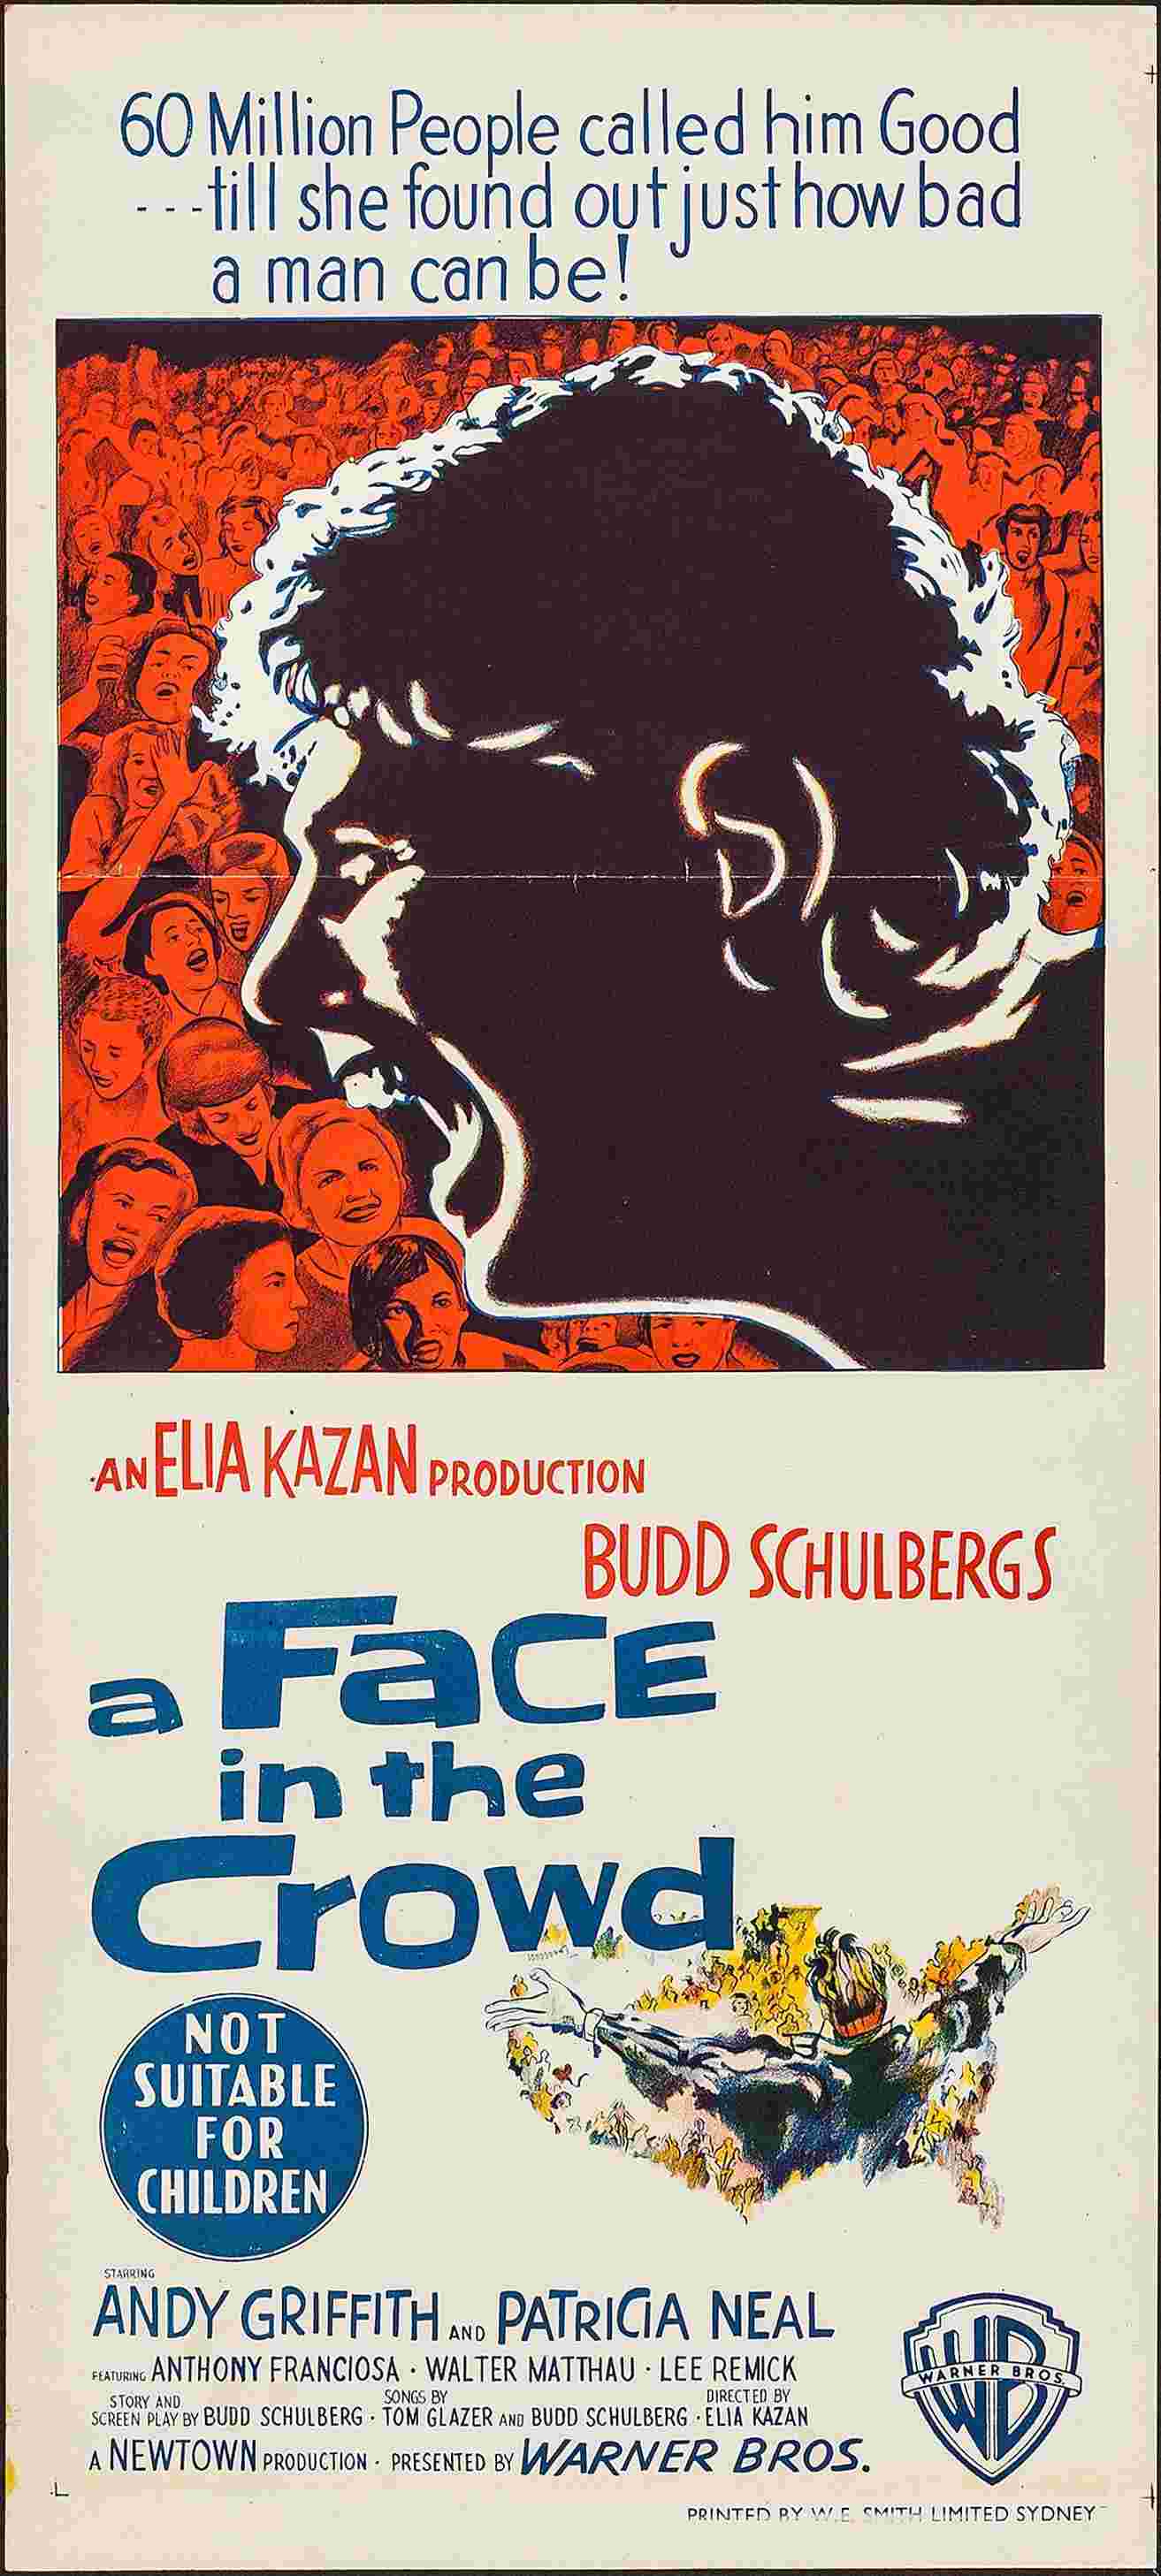 60 Million People called him Good
---till she found out just how bad
a man can be!
AN ELIA KAZAN PRODUCTION
BUDD SCHULBERGS
a FaCE
in the
Crowd
NOT
SUITABLE
FOR
CHILDREN
STARRING
ANDY GRIFFITH AND PATRICIA NEAL
FEATURING ANTHONY FRANCIOSA · WALTER MATTHAU · LEE REMICK
STORY AND
SCREEN PLAY BY BUDD SCHULBERG · SONGS BY TOM GLAZER AND BUDD SCHULBERG · DIRECTED BY ELIA KAZAN
A NEWTOWN PRODUCTION · PRESENTED BY WARNER BROS.
WB
WARNER BROS.
PRINTED BY W.E. SMITH LIMITED SYDNEY